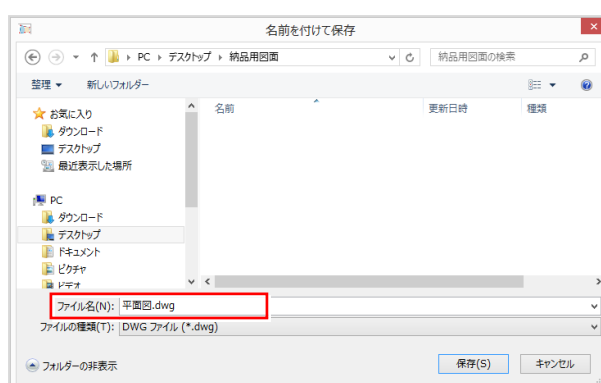 名前を付けて保存
PC デスクトップ 納品用図面 納品用図面の検索
整理 新しいフォルダー
名前 更新日時 種類
お気に入り
ダウンロード
デスクトップ
最近表示した場所
PC
ダウンロード
デスクトップ
ドキュメント
ピクチャ
ビデオ
ファイル名(N): 平面図.dwg
ファイルの種類(T): DWG ファイル (*.dwg)
フォルダーの非表示 保存(S) キャンセル